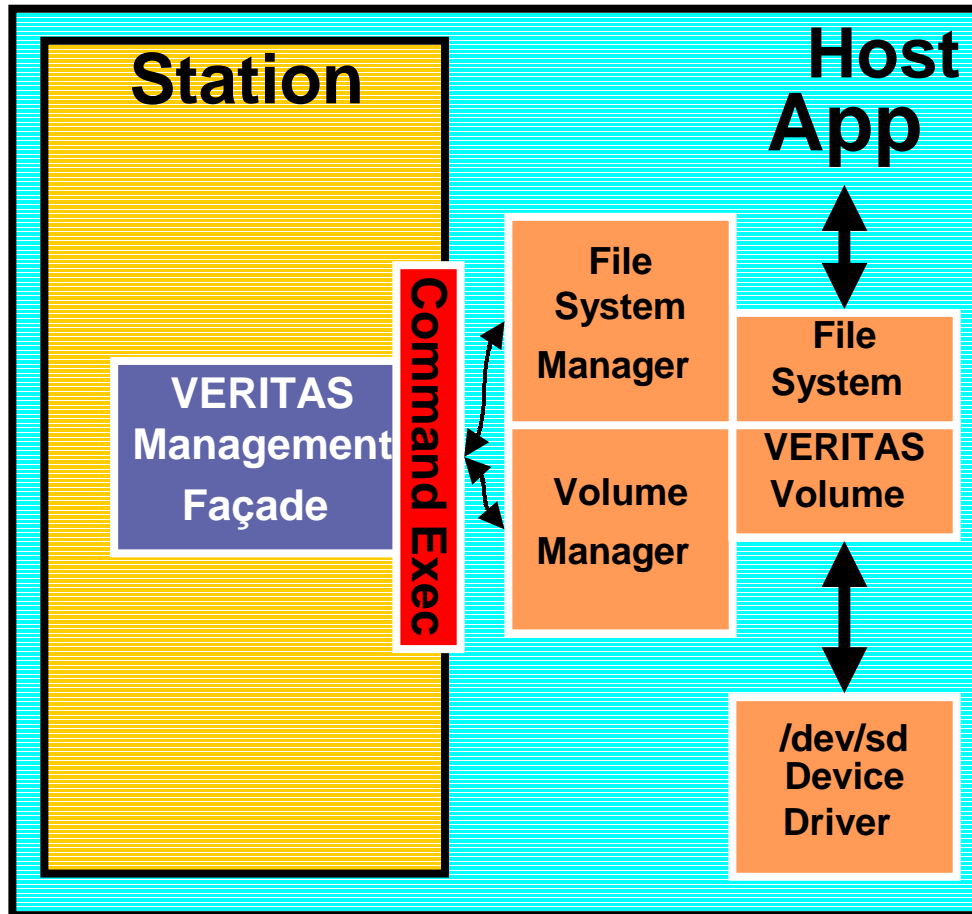 Station
Host
App
VERITAS
Management
Façade
Command Exec
File
System
Manager
Volume
Manager
File
System
VERITAS
Volume
/dev/sd
Device
Driver